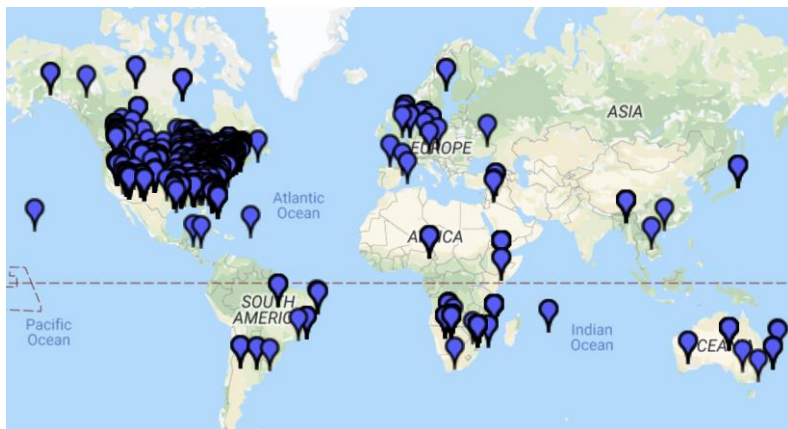 ASIA
EUROPE
Atlantic
Ocean
AFRICA
SOUTH
AMERICA
Pacific
Ocean
Indian
Ocean